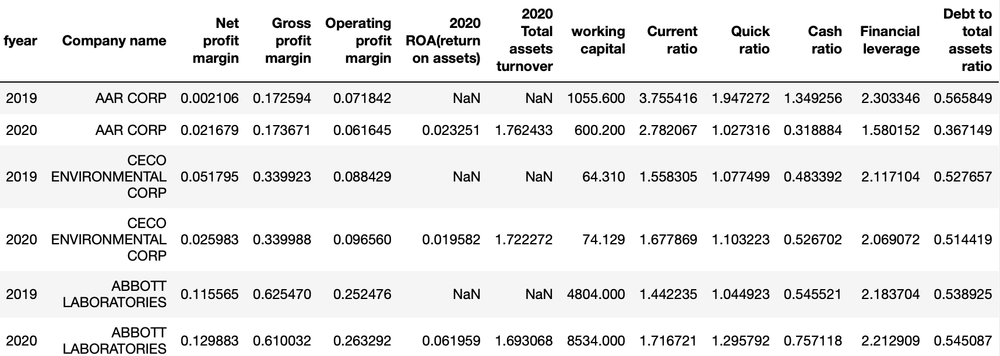 fyear Company name Net profit margin Gross profit margin Operating profit margin 2020 ROA(return on assets) 2020 Total assets turnover working capital Current ratio Quick ratio Cash ratio Financial leverage Debt to total assets ratio
2019 AAR CORP 0.002106 0.172594 0.071842 NaN NaN 1055.600 3.755416 1.947272 1.349256 2.303346 0.565849
2020 AAR CORP 0.021679 0.173671 0.061645 0.023251 1.762433 600.200 2.782067 1.027316 0.318884 1.580152 0.367149
2019 CECO ENVIRONMENTAL CORP 0.051795 0.339923 0.088429 NaN NaN 64.310 1.558305 1.077499 0.483392 2.117104 0.527657
2020 CECO ENVIRONMENTAL CORP 0.025983 0.339988 0.096560 0.019582 1.722272 74.129 1.677869 1.103223 0.526702 2.069072 0.514419
2019 ABBOTT LABORATORIES 0.115565 0.625470 0.252476 NaN NaN 4804.000 1.442235 1.044923 0.545521 2.183704 0.538925
2020 ABBOTT LABORATORIES 0.129883 0.610032 0.263292 0.061959 1.693068 8534.000 1.716721 1.295792 0.757118 2.212909 0.545087